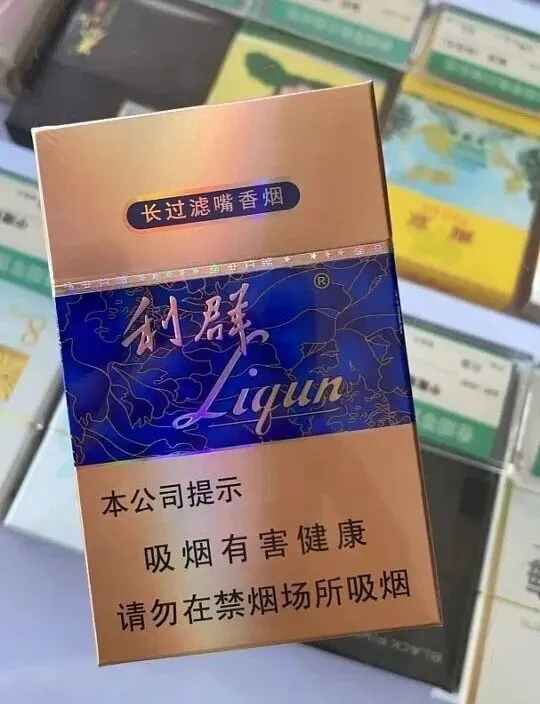 长过滤嘴香烟
利群
®
Liqun
本公司提示
吸烟有害健康
请勿在禁烟场所吸烟